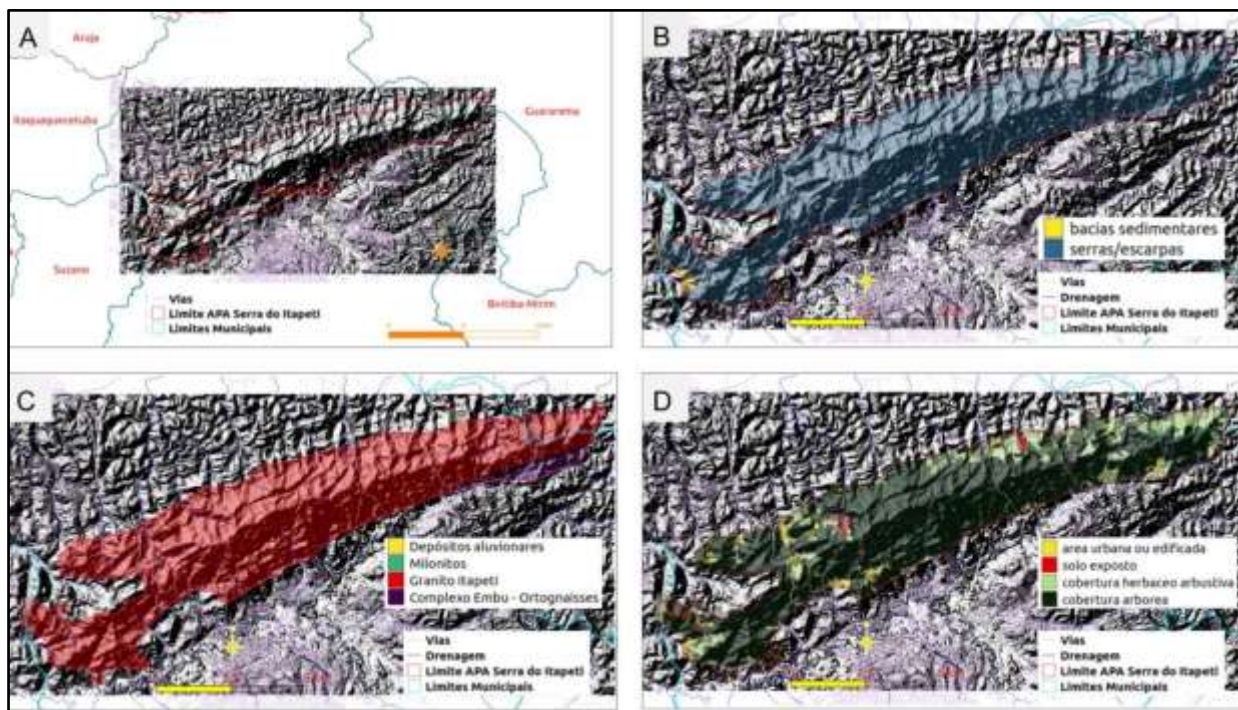 A
Aruja
Itaquaquecetuba
Guararema
Suzano
Biritiba-Mirim
Vias
Limite APA Serra do Itapeti
Limites Municipais
B
bacias sedimentares
serras/escarpas
Vias
Drenagem
Limite APA Serra do Itapeti
Limites Municipais
C
Depósitos aluvionares
Milonitos
Granito Itapeti
Complexo Embu - Ortognaisses
Vias
Drenagem
Limite APA Serra do Itapeti
Limites Municipais
D
area urbana ou edificada
solo exposto
cobertura herbaceo arbustiva
cobertura arborea
Vias
Drenagem
Limite APA Serra do Itapeti
Limites Municipais